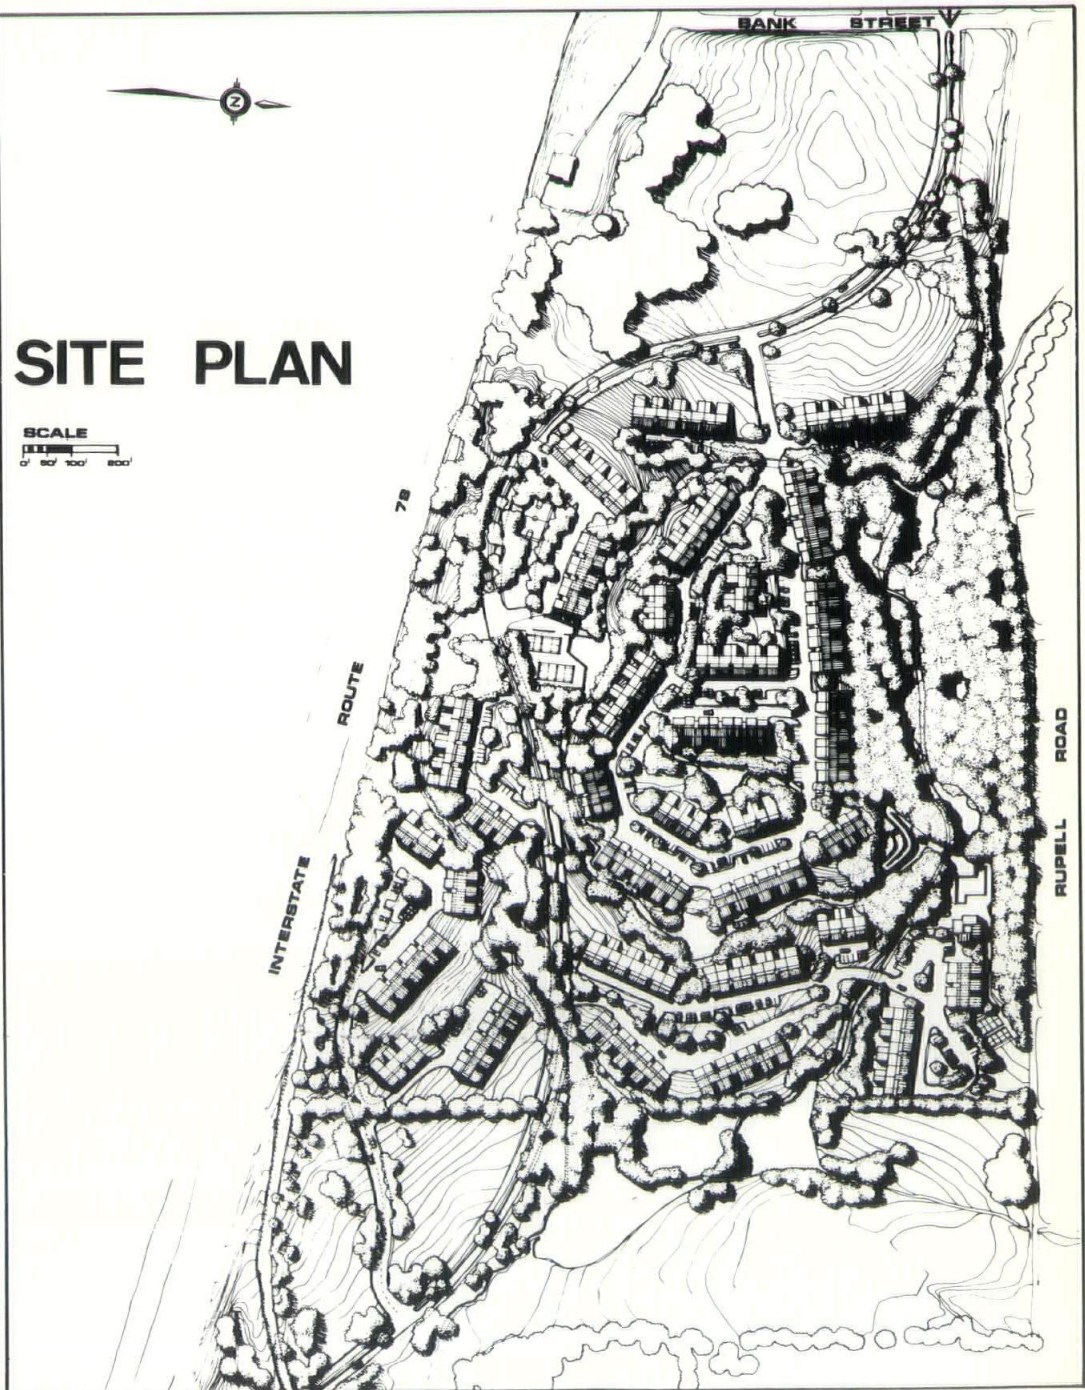 BANK STREET
N
SITE PLAN
SCALE
0' 50' 100' 200'
INTERSTATE ROUTE 78
RUPELL ROAD